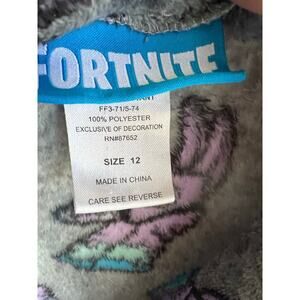 FORTNITE
FF3-71/5-74
100% POLYESTER
EXCLUSIVE OF DECORATION
RN#87652
SIZE 12
MADE IN CHINA
CARE SEE REVERSE